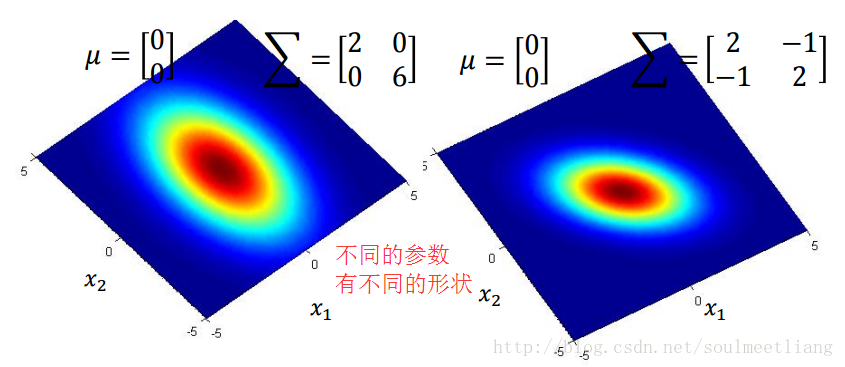 μ = [0 0] ∑ = [2 0 0 6]
μ = [0 0] ∑ = [2 -1 -1 2]
5
5
0
0
x₂
x₁
-5
-5
不同的参数
有不同的形状
5
5
0
0
x₂
x₁
-5
-5
http://blog.csdn.net/soulmeetliang